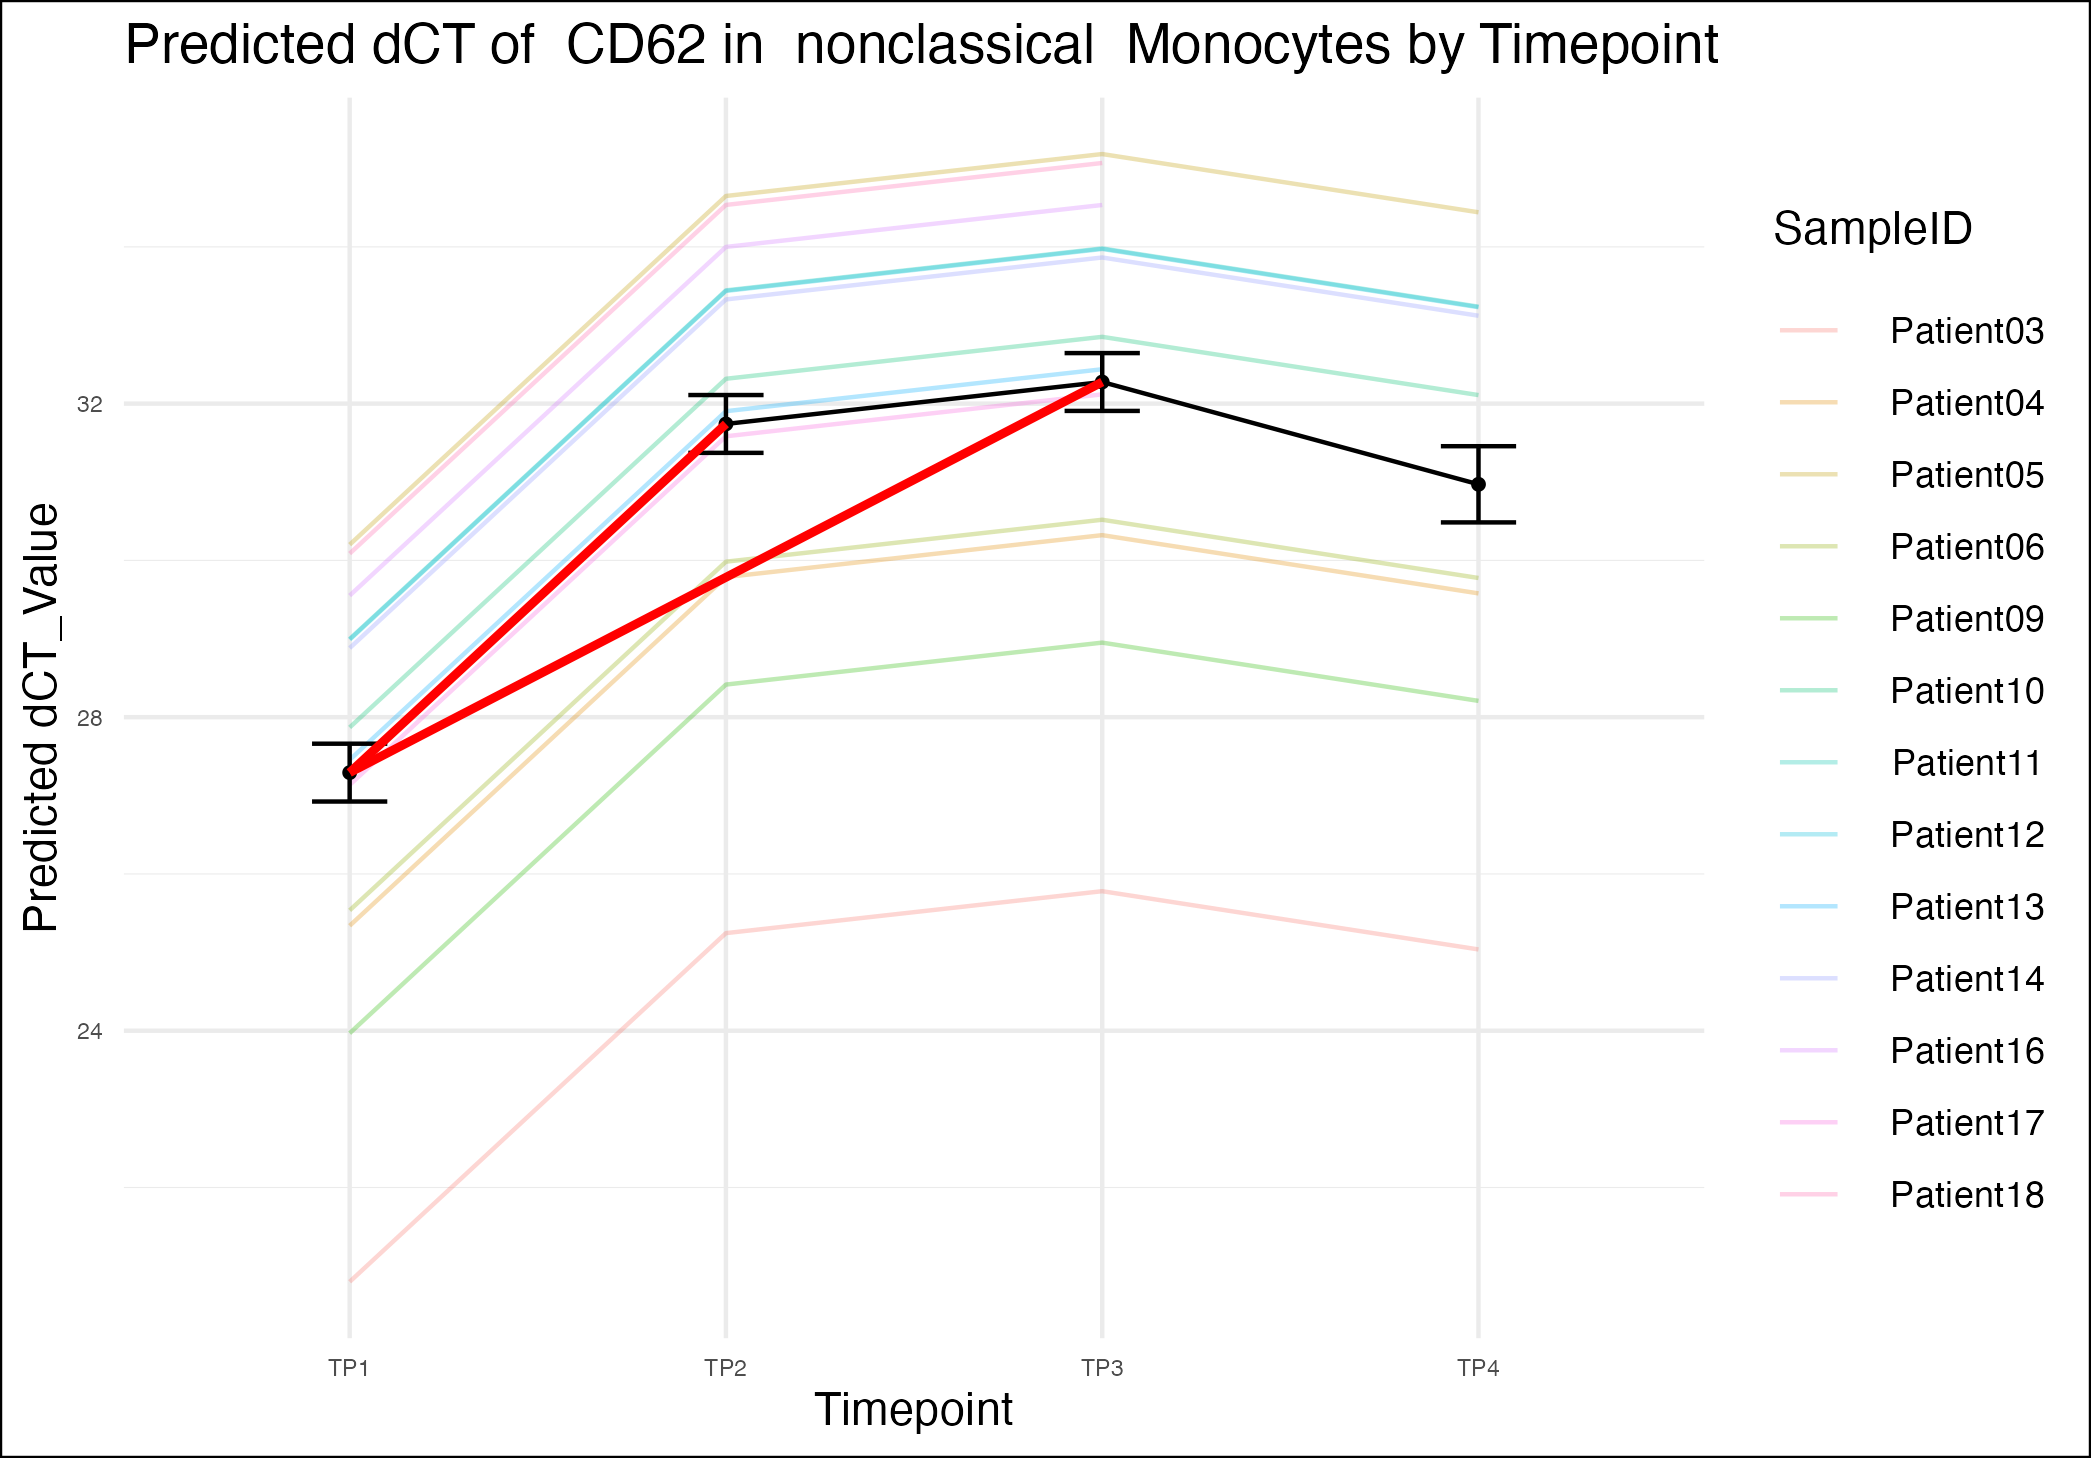 Predicted dCT of  CD62 in  nonclassical  Monocytes by Timepoint
Predicted dCT_Value
32
28
24
TP1
TP2
TP3
TP4
Timepoint
SampleID
Patient03
Patient04
Patient05
Patient06
Patient09
Patient10
Patient11
Patient12
Patient13
Patient14
Patient16
Patient17
Patient18